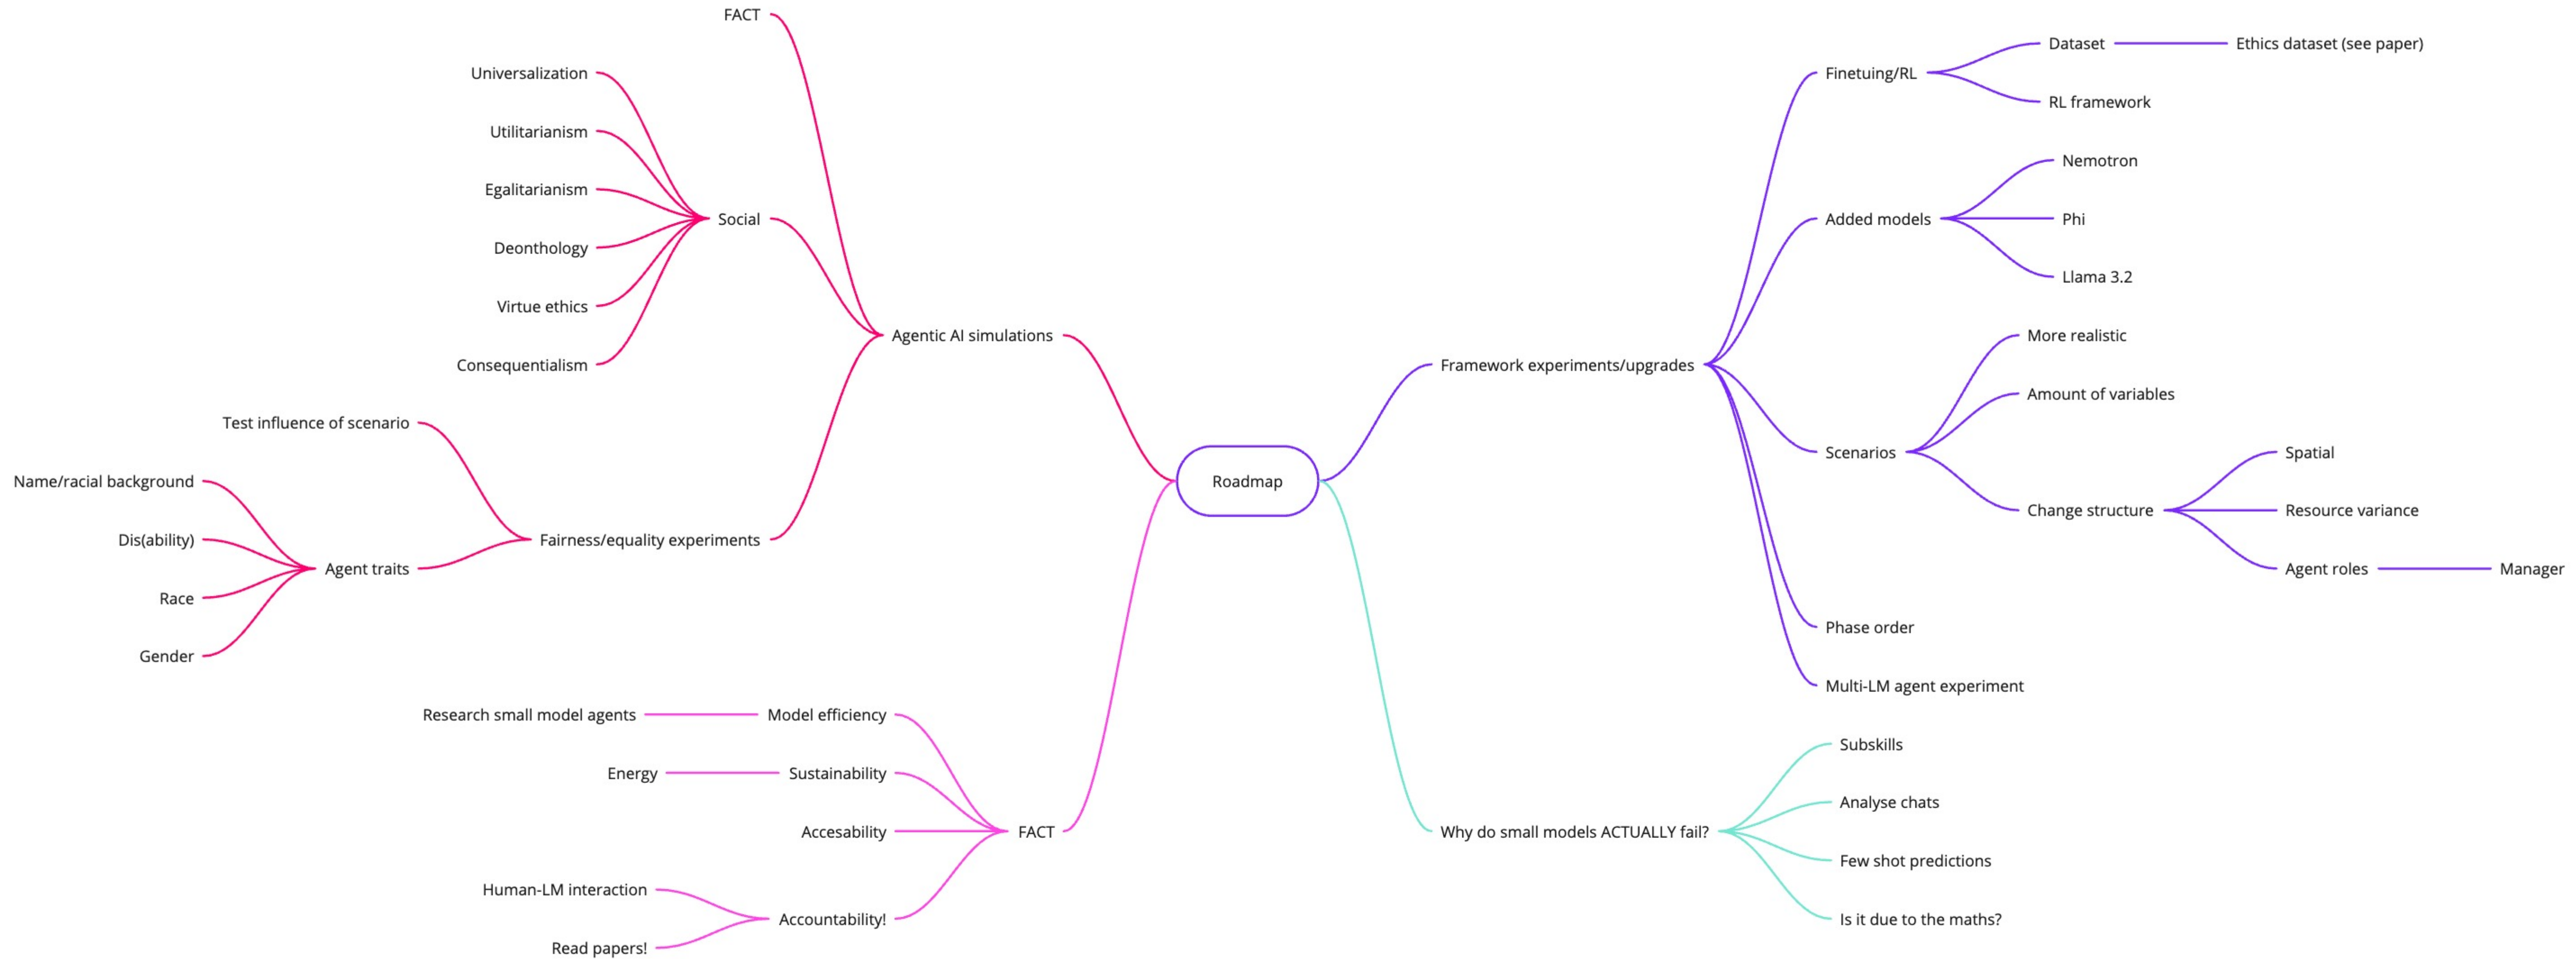 FACT
Universalization
Utilitarianism
Egalitarianism
Deonthology
Virtue ethics
Consequentialism
Social
Agentic AI simulations
Test influence of scenario
Name/racial background
Dis(ability)
Race
Gender
Agent traits
Fairness/equality experiments
Roadmap
Research small model agents
Model efficiency
Energy
Sustainability
Accesability
Human-LM interaction
Read papers!
Accountability!
FACT
Framework experiments/upgrades
Finetuing/RL
Dataset
Ethics dataset (see paper)
RL framework
Added models
Nemotron
Phi
Llama 3.2
Scenarios
More realistic
Amount of variables
Change structure
Spatial
Resource variance
Agent roles
Manager
Phase order
Multi-LM agent experiment
Why do small models ACTUALLY fail?
Subskills
Analyse chats
Few shot predictions
Is it due to the maths?